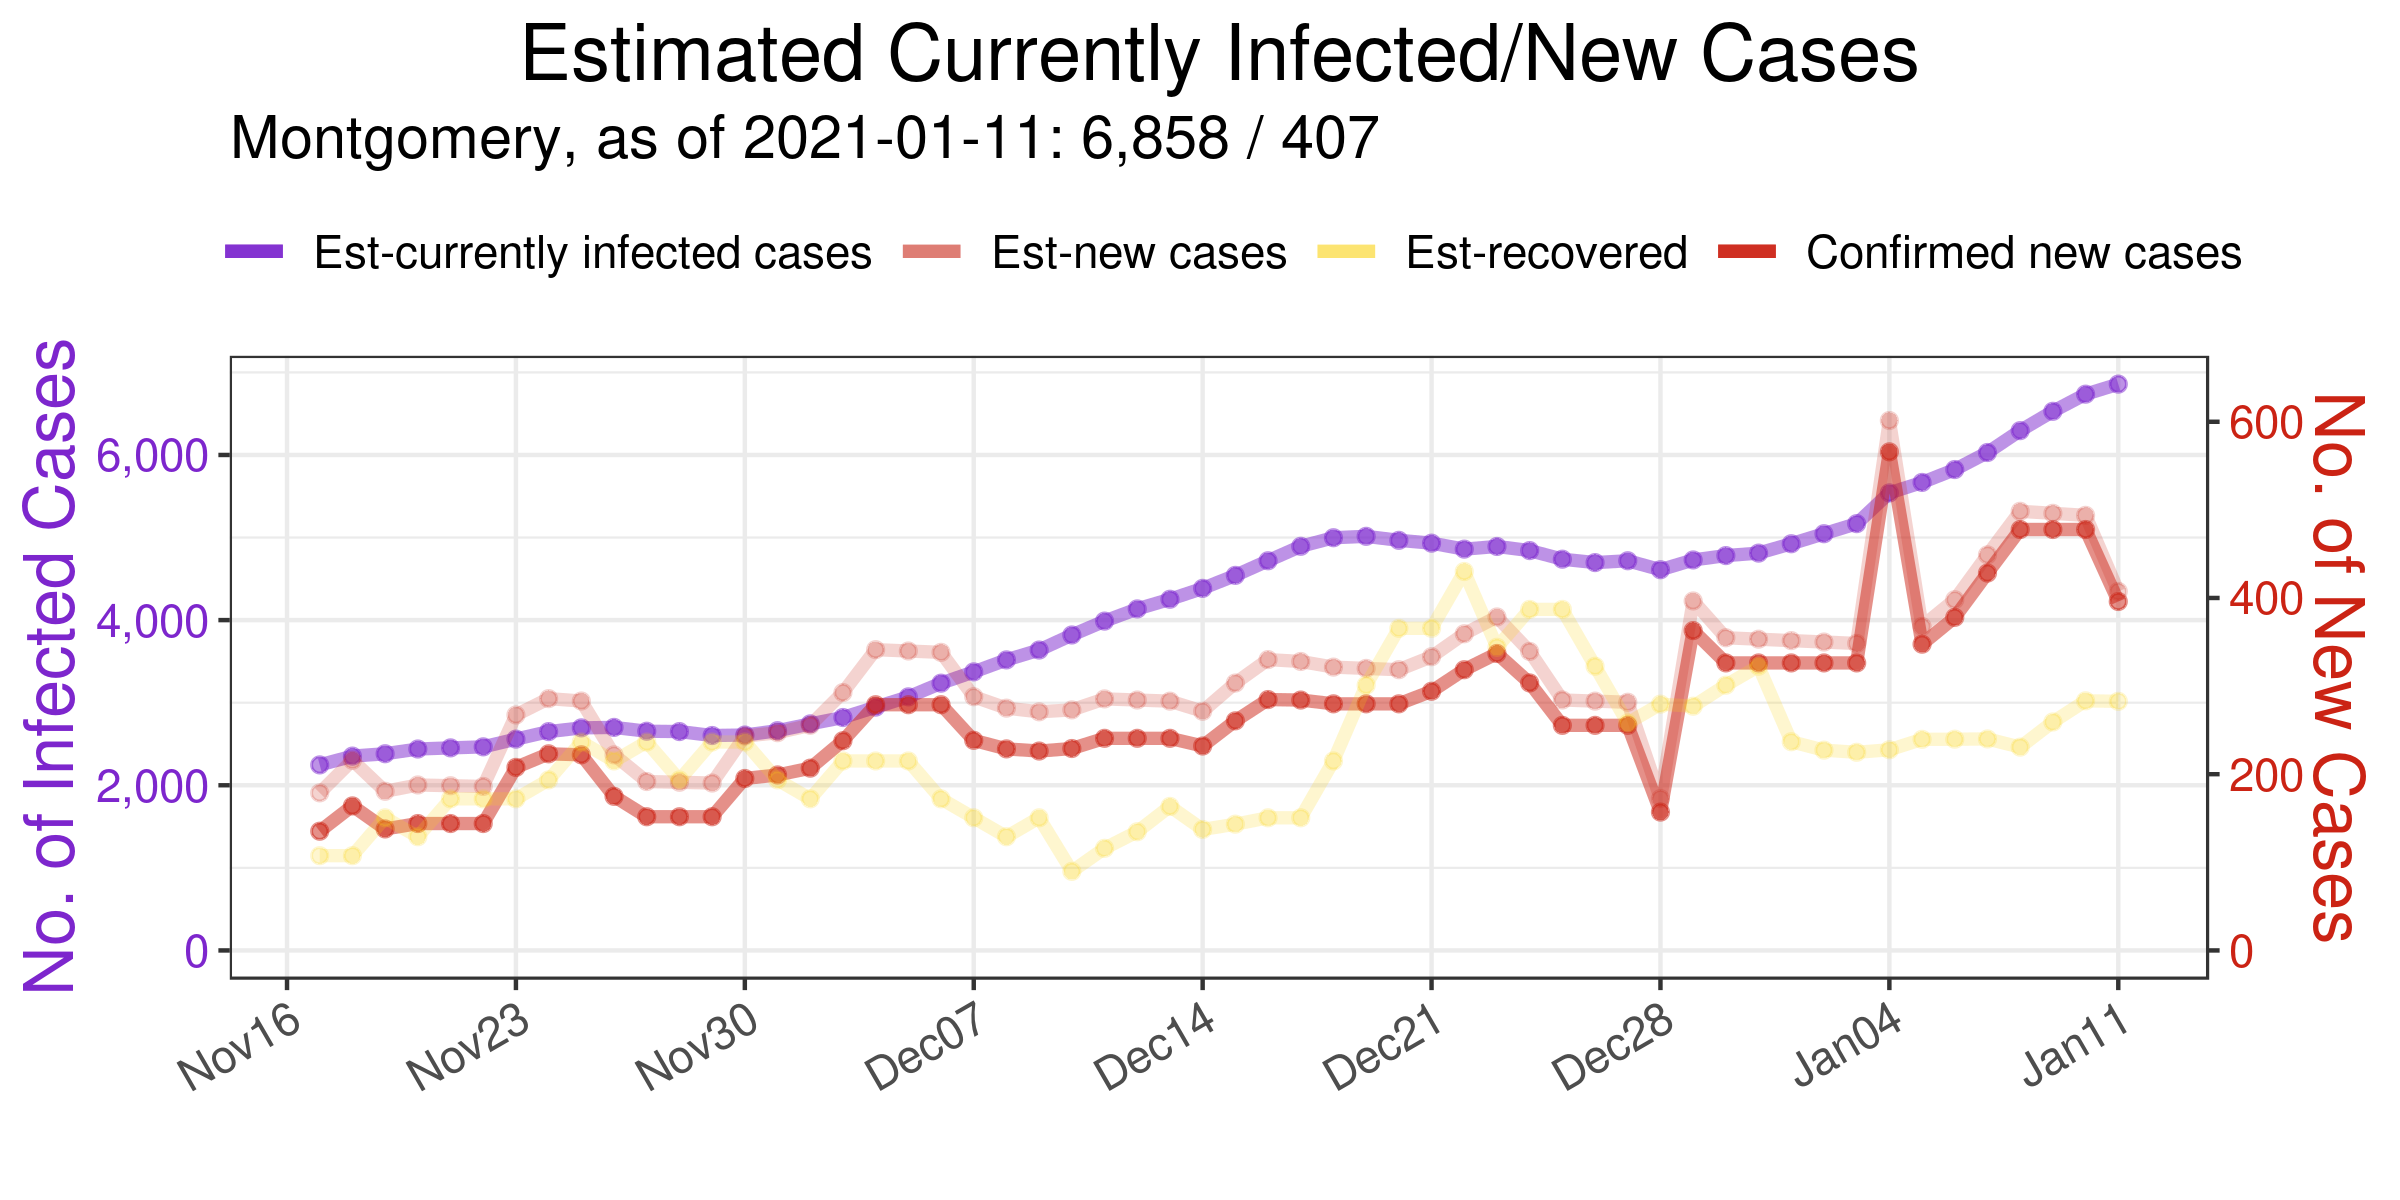 Estimated Currently Infected/New Cases
Montgomery, as of 2021-01-11: 6,858 / 407
Est-currently infected cases Est-new cases Est-recovered Confirmed new cases
No. of Infected Cases
6,000
4,000
2,000
0
600
400
200
0
No. of New Cases
Nov16 Nov23 Nov30 Dec07 Dec14 Dec21 Dec28 Jan04 Jan11